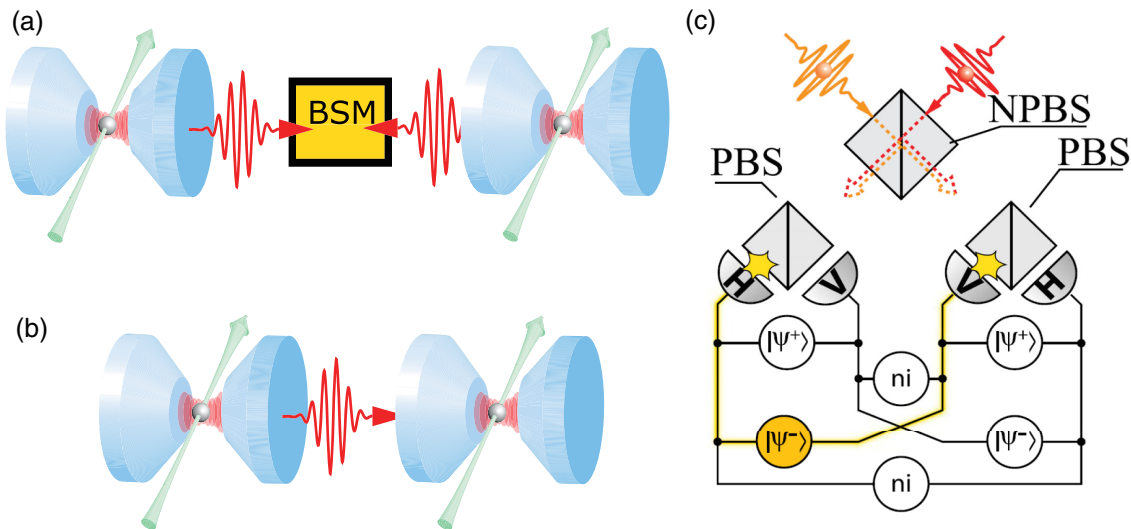 (a)
BSM
(b)
(c)
NPBS
PBS
PBS
H
V
V
H
|ψ⁺⟩
|ψ⁺⟩
ni
|ψ⁻⟩
|ψ⁻⟩
ni